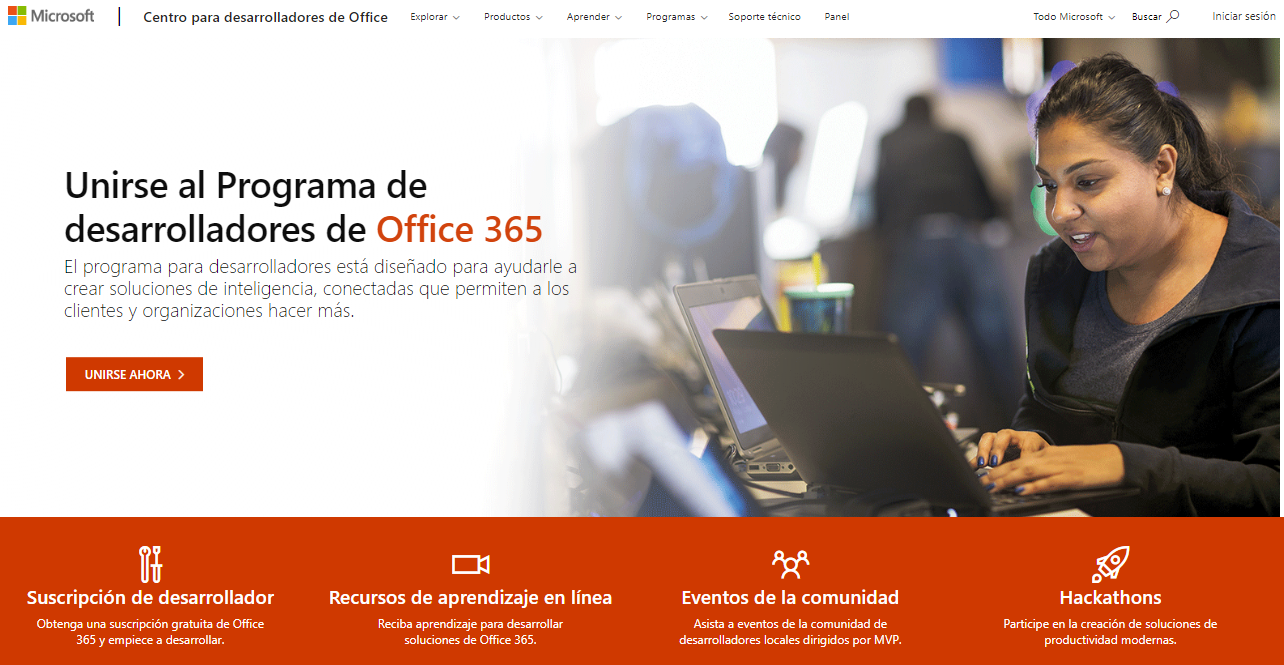 Microsoft
Centro para desarrolladores de Office
Explorar
Productos
Aprender
Programas
Soporte técnico
Panel
Todo Microsoft
Buscar
Iniciar sesión
Unirse al Programa de
desarrolladores de Office 365
El programa para desarrolladores está diseñado para ayudarle a
crear soluciones de inteligencia, conectadas que permiten a los
clientes y organizaciones hacer más.
UNIRSE AHORA
Suscripción de desarrollador
Obtenga una suscripción gratuita de Office
365 y empiece a desarrollar.
Recursos de aprendizaje en línea
Reciba aprendizaje para desarrollar
soluciones de Office 365.
Eventos de la comunidad
Asista a eventos de la comunidad de
desarrolladores locales dirigidos por MVP.
Hackathons
Participe en la creación de soluciones de
productividad modernas.